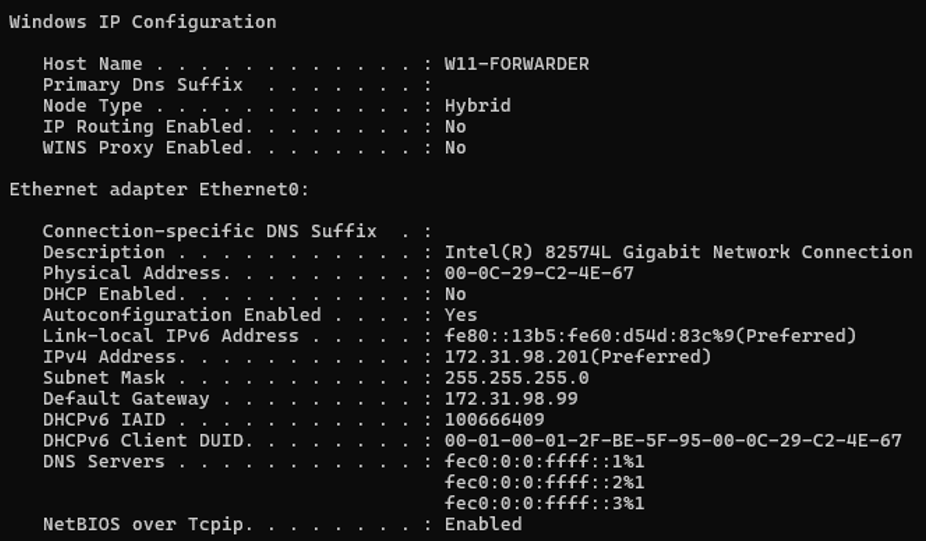 Windows IP Configuration
Host Name . . . . . . . . . . . . : W11-FORWARDER
Primary Dns Suffix  . . . . . . . :
Node Type . . . . . . . . . . . . : Hybrid
IP Routing Enabled. . . . . . . . : No
WINS Proxy Enabled. . . . . . . . : No
Ethernet adapter Ethernet0:
Connection-specific DNS Suffix  . :
Description . . . . . . . . . . . : Intel(R) 82574L Gigabit Network Connection
Physical Address. . . . . . . . . : 00-0C-29-C2-4E-67
DHCP Enabled. . . . . . . . . . . : No
Autoconfiguration Enabled . . . . : Yes
Link-local IPv6 Address . . . . . : fe80::13b5:fe60:d54d:83c%9(Preferred)
IPv4 Address. . . . . . . . . . . : 172.31.98.201(Preferred)
Subnet Mask . . . . . . . . . . . : 255.255.255.0
Default Gateway . . . . . . . . . : 172.31.98.99
DHCPv6 IAID . . . . . . . . . . . : 100666409
DHCPv6 Client DUID. . . . . . . . : 00-01-00-01-2F-BE-5F-95-00-0C-29-C2-4E-67
DNS Servers . . . . . . . . . . . : fec0:0:0:ffff::1%1
fec0:0:0:ffff::2%1
fec0:0:0:ffff::3%1
NetBIOS over Tcpip. . . . . . . . : Enabled